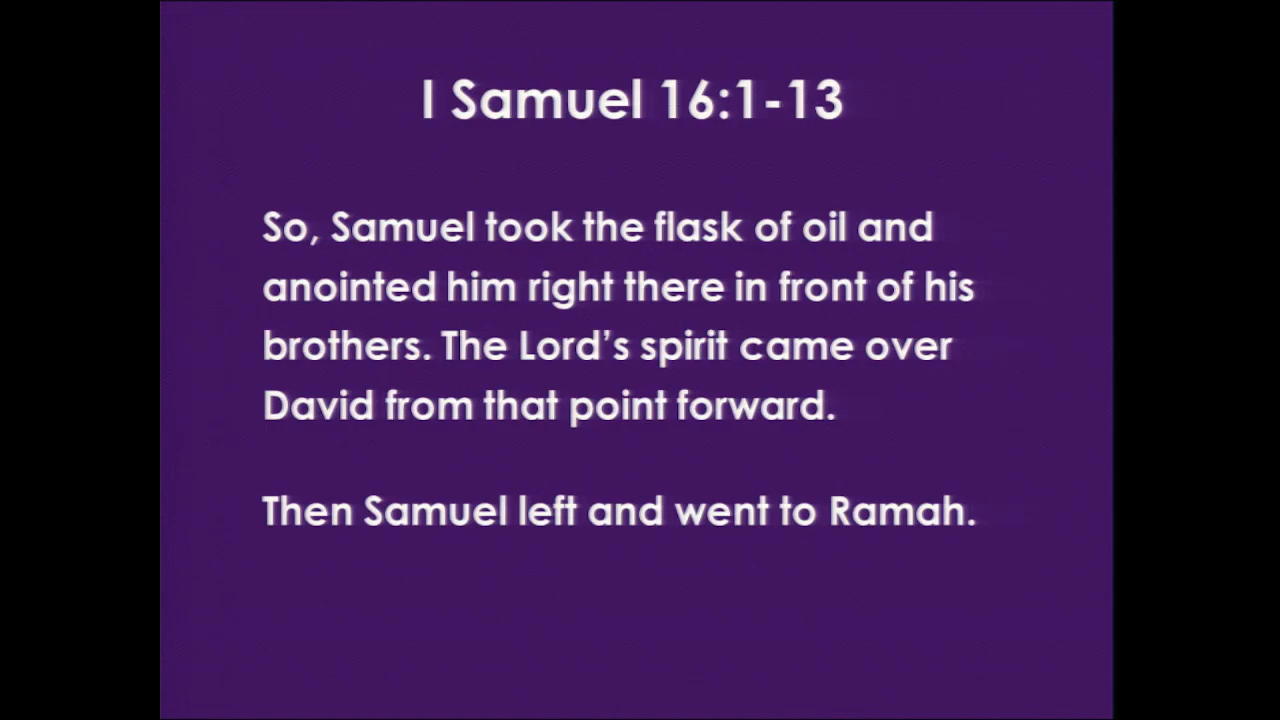 I Samuel 16:1-13
So, Samuel took the flask of oil and
anointed him right there in front of his
brothers. The Lord’s spirit came over
David from that point forward.
Then Samuel left and went to Ramah.